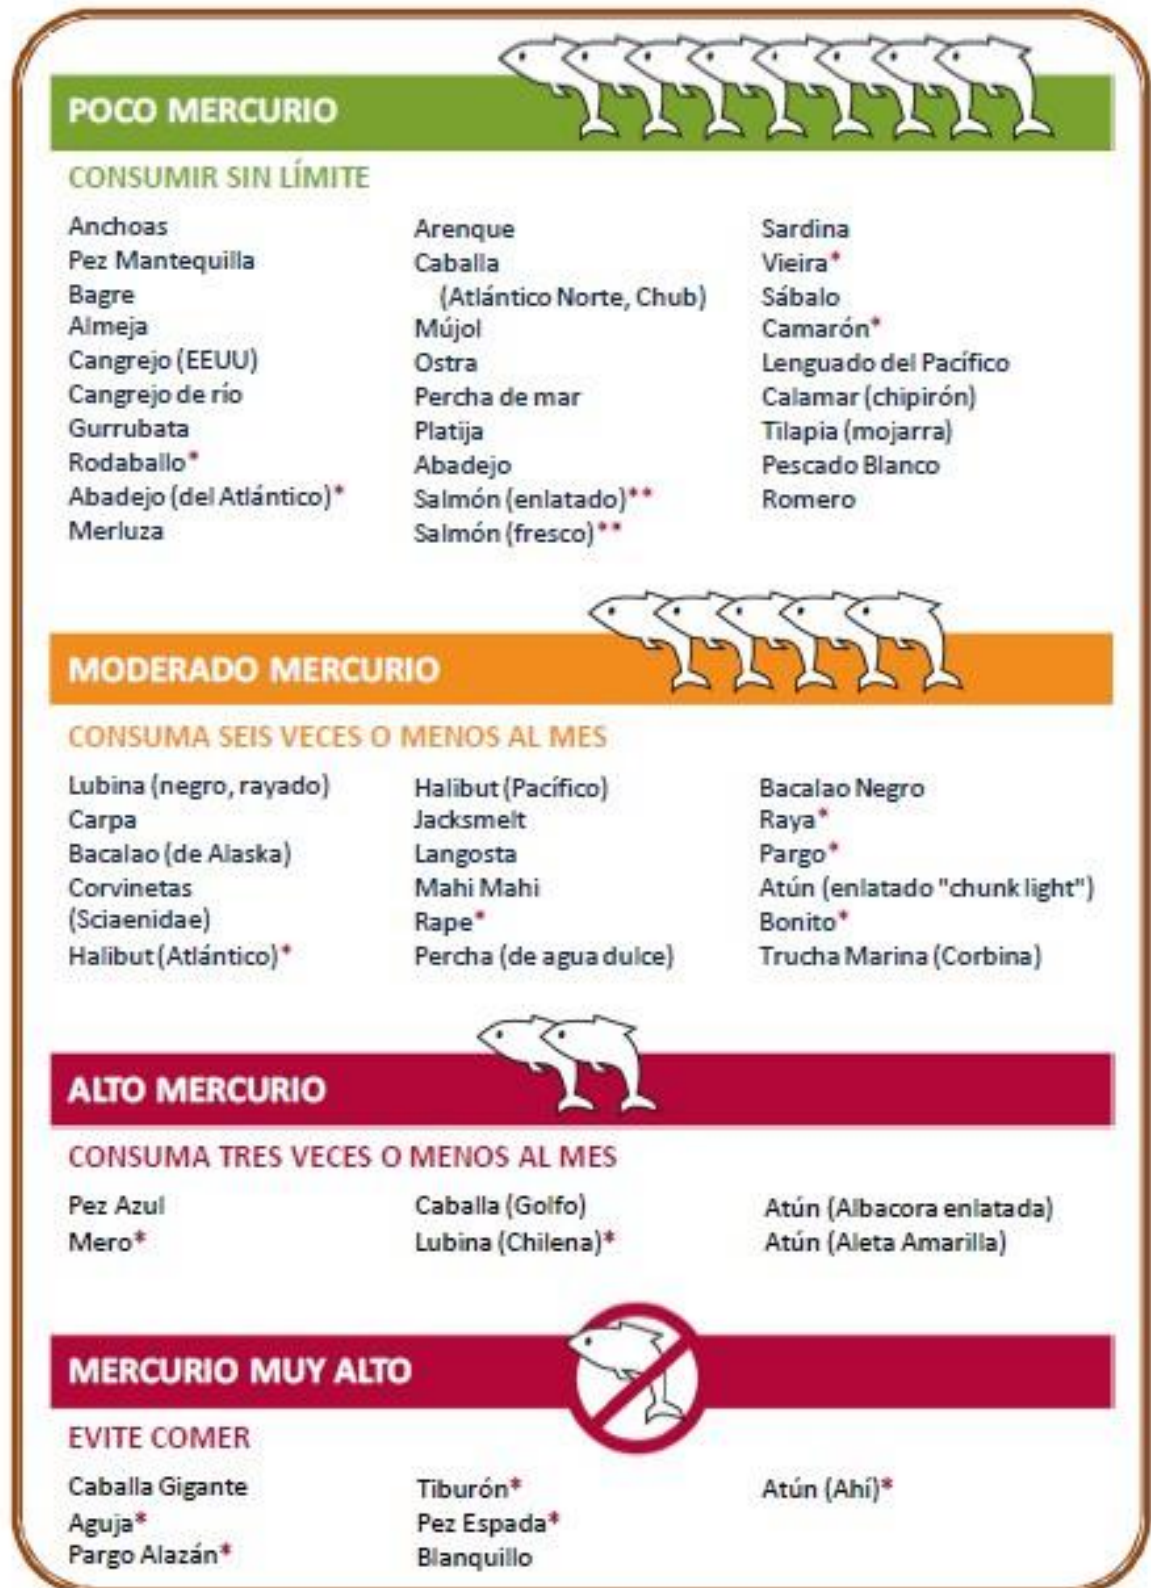 POCO MERCURIO
CONSUMIR SIN LÍMITE
Anchoas
Pez Mantequilla
Bagre
Almeja
Cangrejo (EEUU)
Cangrejo de río
Gurrubata
Rodaballo*
Abadejo (del Atlántico)*
Merluza
Arenque
Caballa
(Atlántico Norte, Chub)
Mújol
Ostra
Percha de mar
Platija
Abadejo
Salmón (enlatado)**
Salmón (fresco)**
Sardina
Vieira*
Sábalo
Camarón*
Lenguado del Pacífico
Calamar (chipirón)
Tilapia (mojarra)
Pescado Blanco
Romero
MODERADO MERCURIO
CONSUMA SEIS VECES O MENOS AL MES
Lubina (negro, rayado)
Carpa
Bacalao (de Alaska)
Corvinetas
(Sciaenidae)
Halibut (Atlántico)*
Halibut (Pacífico)
Jacksmelt
Langosta
Mahi Mahi
Rape*
Percha (de agua dulce)
Bacalao Negro
Raya*
Pargo*
Atún (enlatado "chunk light")
Bonito*
Trucha Marina (Corbina)
ALTO MERCURIO
CONSUMA TRES VECES O MENOS AL MES
Pez Azul
Mero*
Caballa (Golfo)
Lubina (Chilena)*
Atún (Albacora enlatada)
Atún (Aleta Amarilla)
MERCURIO MUY ALTO
EVITE COMER
Caballa Gigante
Aguja*
Pargo Alazán*
Tiburón*
Pez Espada*
Blanquillo
Atún (Ahí)*